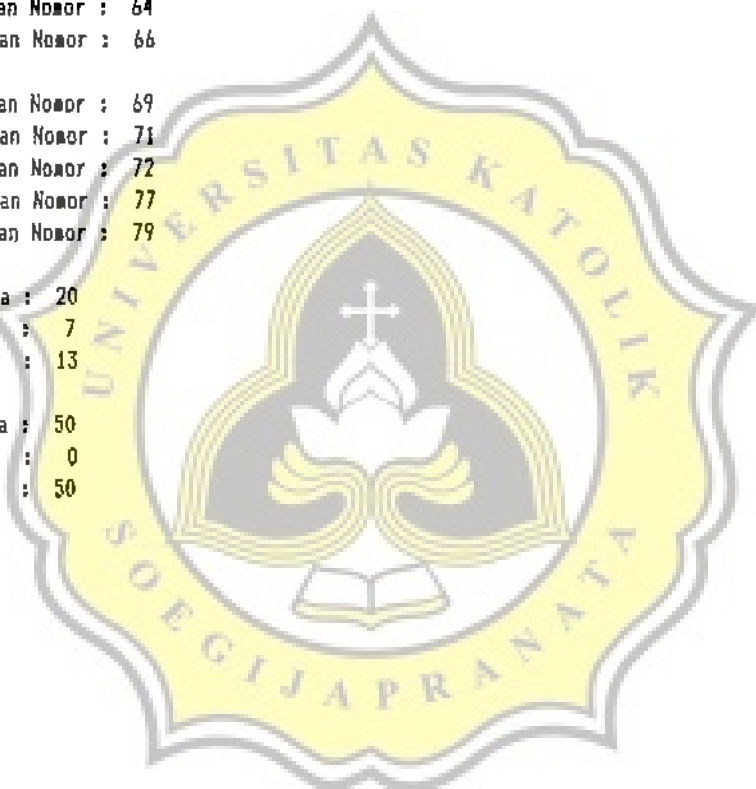 an Nomor : 64
an Nomor : 66
an Nomor : 69
an Nomor : 71
an Nomor : 72
an Nomor : 77
an Nomor : 79
a : 20
: 7
: 13
a : 50
: 0
: 50
UNIVERSITAS KATOLIK
SOEGIJAPRANATA